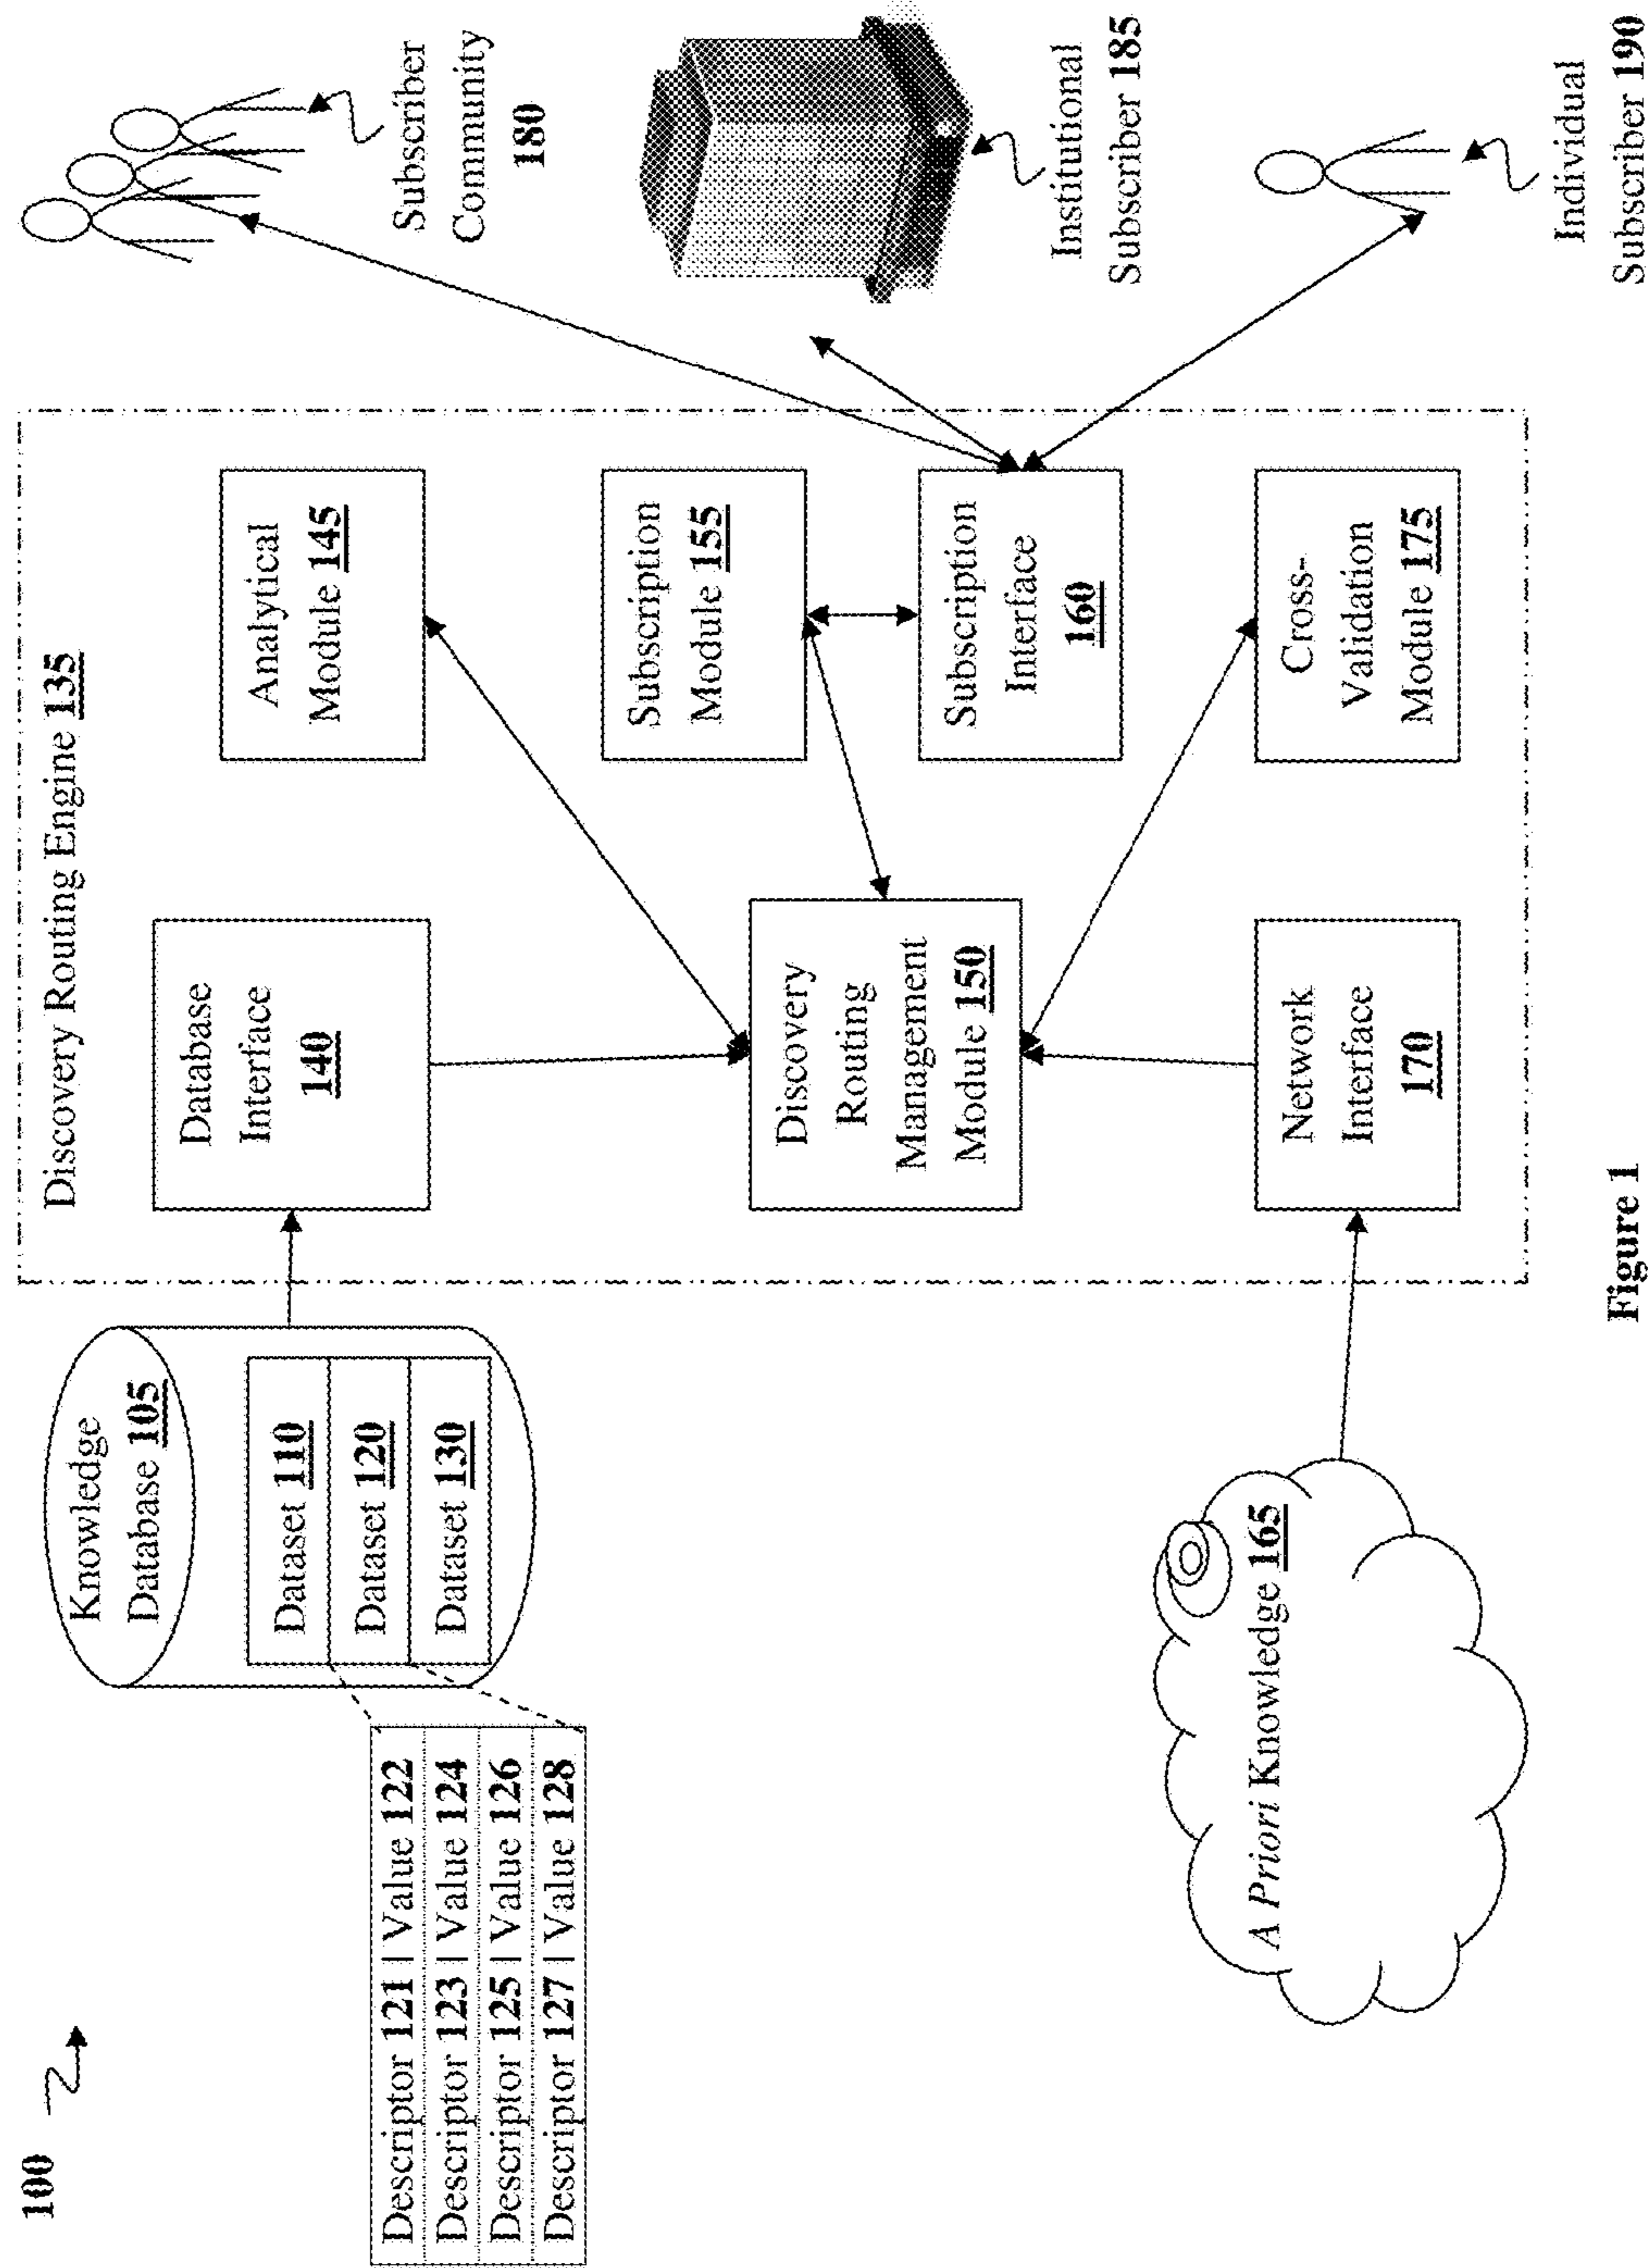 100
Knowledge
Database 105
Dataset 110
Dataset 120
Dataset 130
Descriptor 121 | Value 122
Descriptor 123 | Value 124
Descriptor 125 | Value 126
Descriptor 127 | Value 128
A Priori Knowledge 165
Discovery Routing Engine 135
Database
Interface
140
Discovery
Routing
Management
Module 150
Network
Interface
170
Analytical
Module 145
Subscription
Module 155
Subscription
Interface
160
Cross-
Validation
Module 175
Subscriber
Community
180
Institutional
Subscriber 185
Individual
Subscriber 190
Figure 1